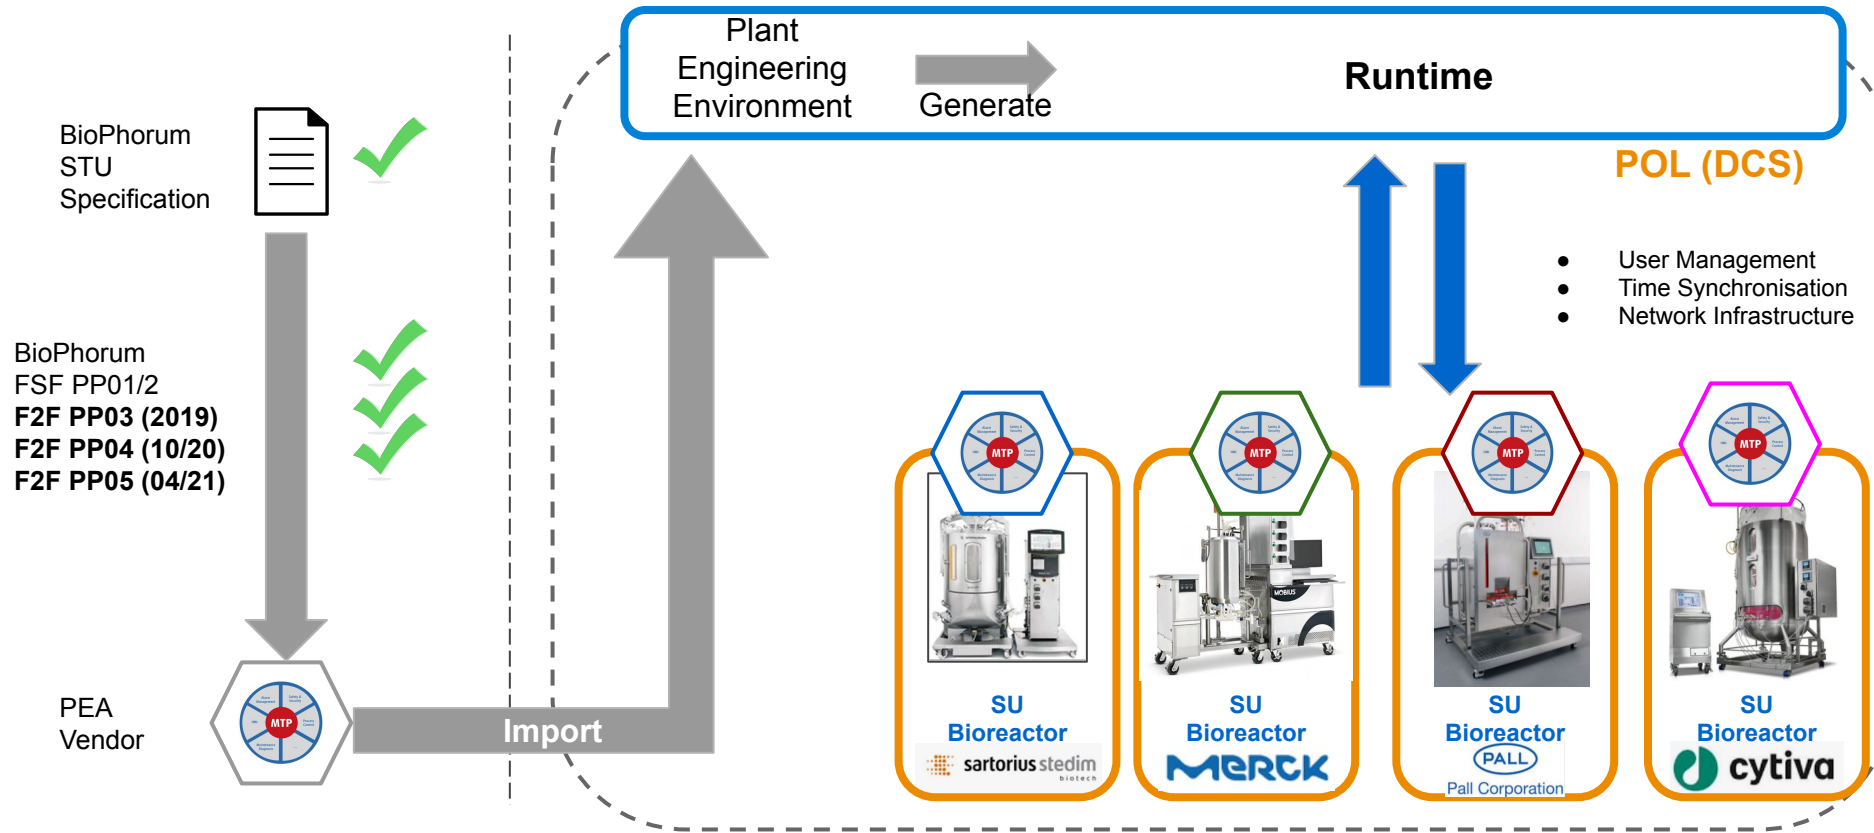 Plant
Engineering
Environment
Generate
Runtime
BioPhorum
STU
Specification
POL (DCS)
● User Management
● Time Synchronisation
● Network Infrastructure
BioPhorum
FSF PP01/2
F2F PP03 (2019)
F2F PP04 (10/20)
F2F PP05 (04/21)
MTP
MTP
MTP
MTP
MOBIUS
PEA
Vendor
MTP
Import
SU
Bioreactor
sartorius stedim
biotech
SU
Bioreactor
MERCK
SU
Bioreactor
PALL
Pall Corporation
SU
Bioreactor
cytiva